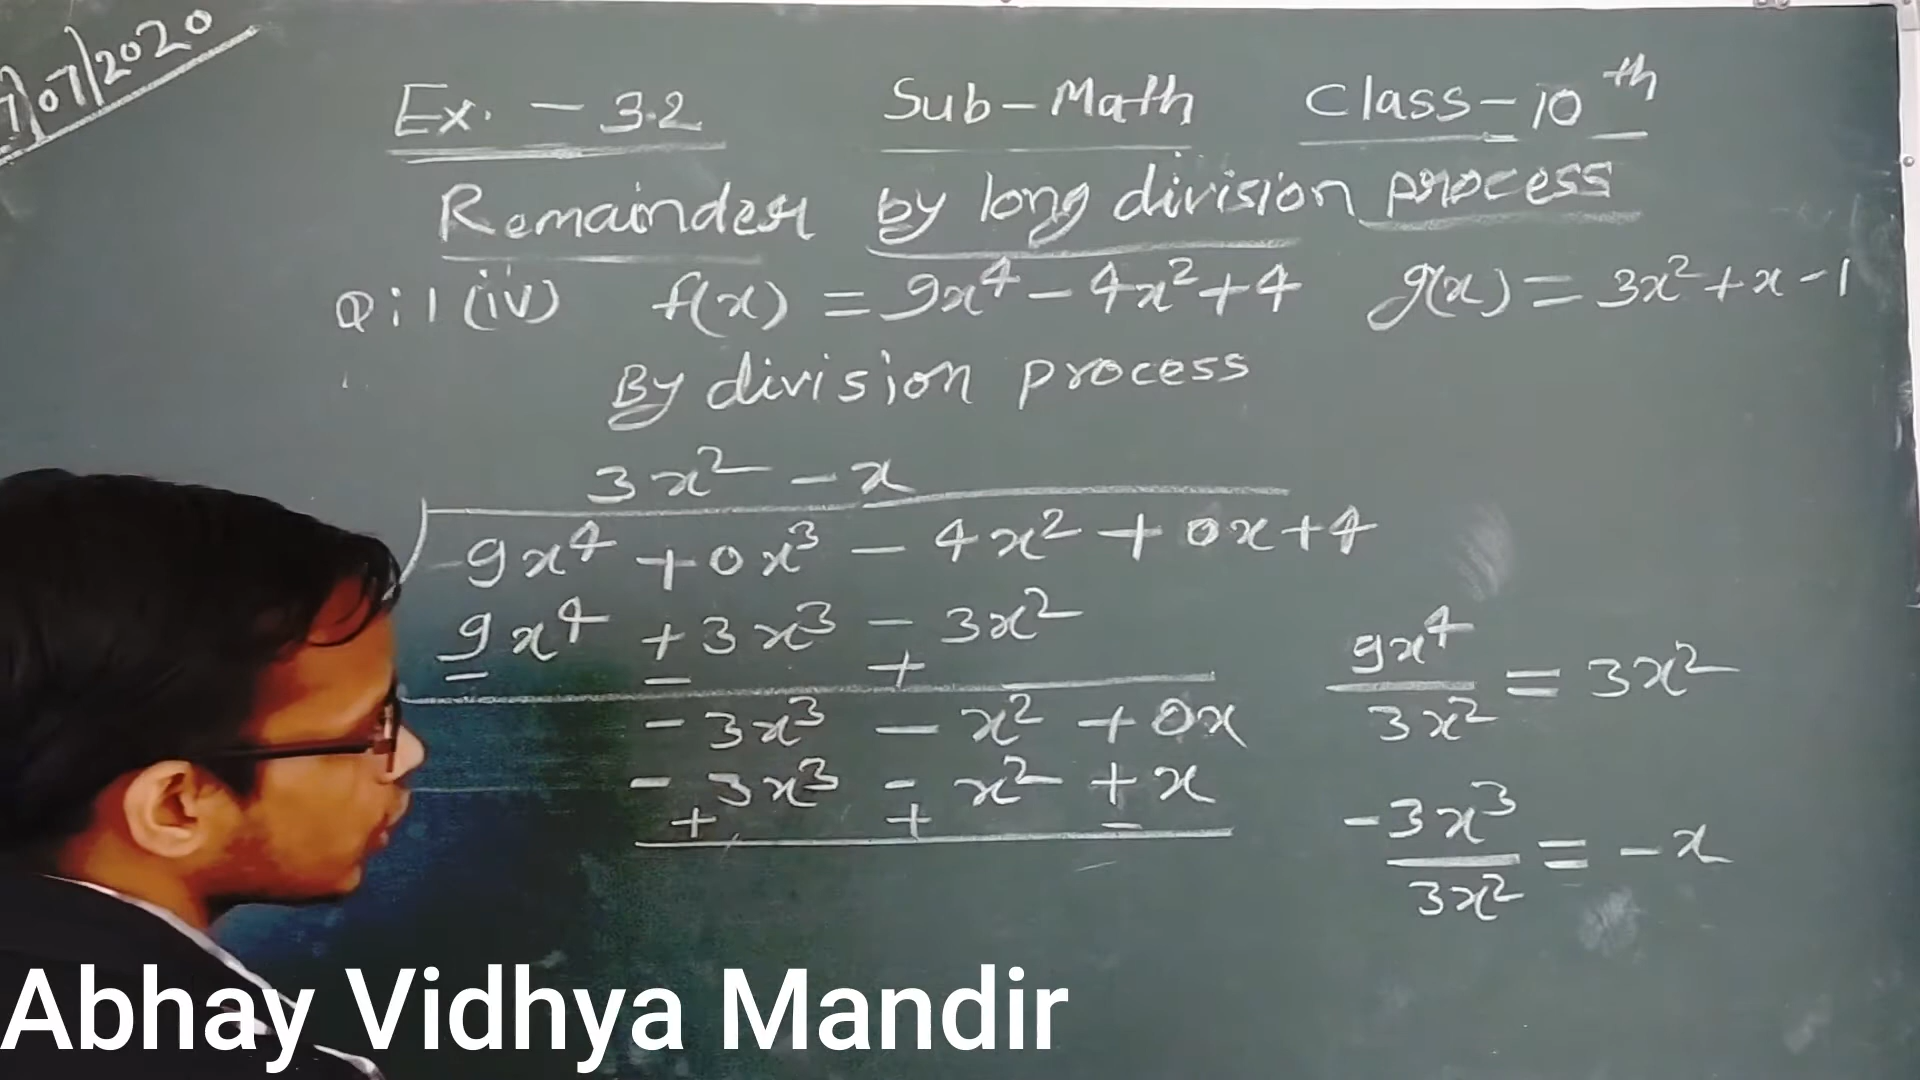 /07/2020
Ex. - 3.2 Sub-Math Class-10th
Remainder by long division process
Q:1(iv) f(x) = 9x⁴ - 4x² + 4 g(x) = 3x² + x - 1
By division process
3x² - x
9x⁴ + 0x³ - 4x² + 0x + 4
9x⁴ + 3x³ - 3x²
- - +
- 3x³ - x² + 0x
- 3x³ - x² + x
+ + -
9x⁴/3x² = 3x²
-3x³/3x² = -x
Abhay Vidhya Mandir